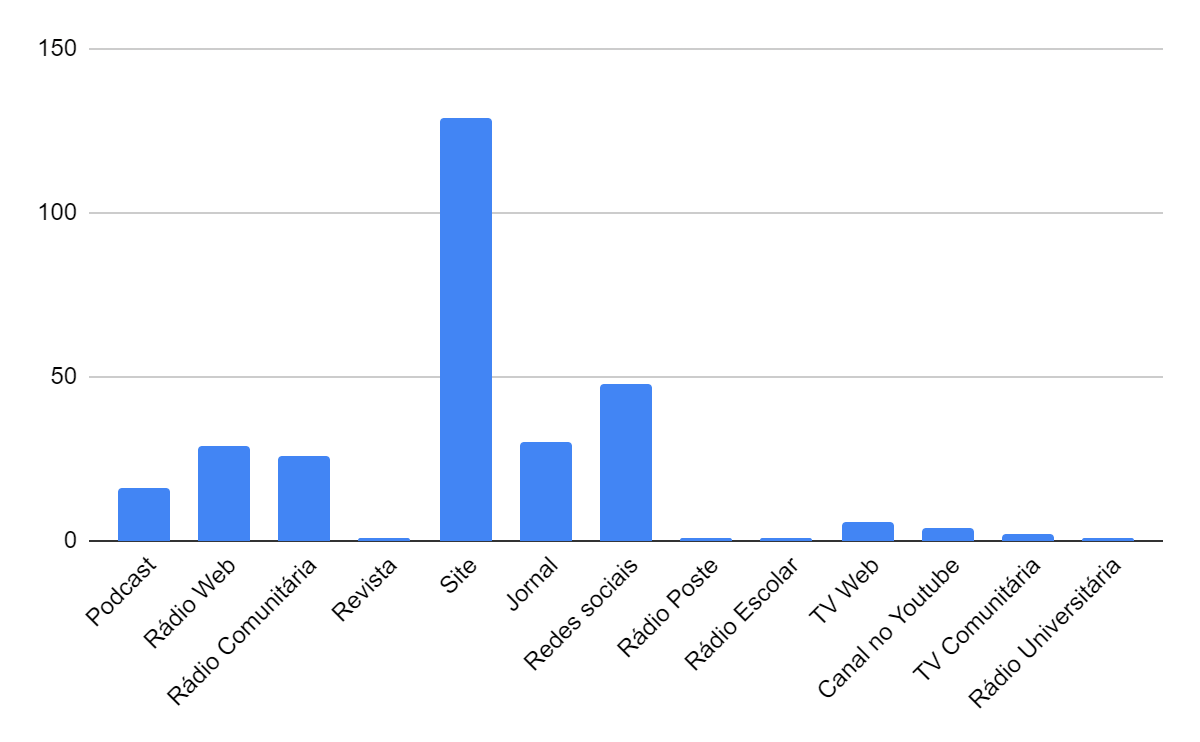 150
100
50
0
Podcast
Rádio Web
Rádio Comunitária
Revista
Site
Jornal
Redes sociais
Rádio Poste
Rádio Escolar
TV Web
Canal no Youtube
TV Comunitária
Rádio Universitária